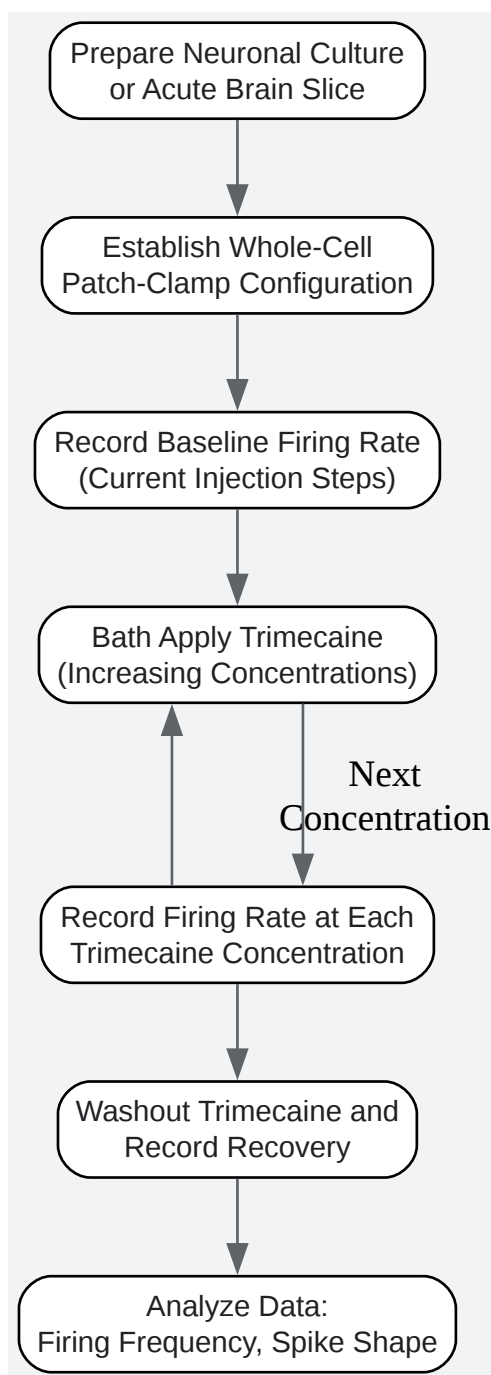 Prepare Neuronal Culture
or Acute Brain Slice
Establish Whole-Cell
Patch-Clamp Configuration
Record Baseline Firing Rate
(Current Injection Steps)
Bath Apply Trimecaine
(Increasing Concentrations)
Next
Concentration
Record Firing Rate at Each
Trimecaine Concentration
Washout Trimecaine and
Record Recovery
Analyze Data:
Firing Frequency, Spike Shape